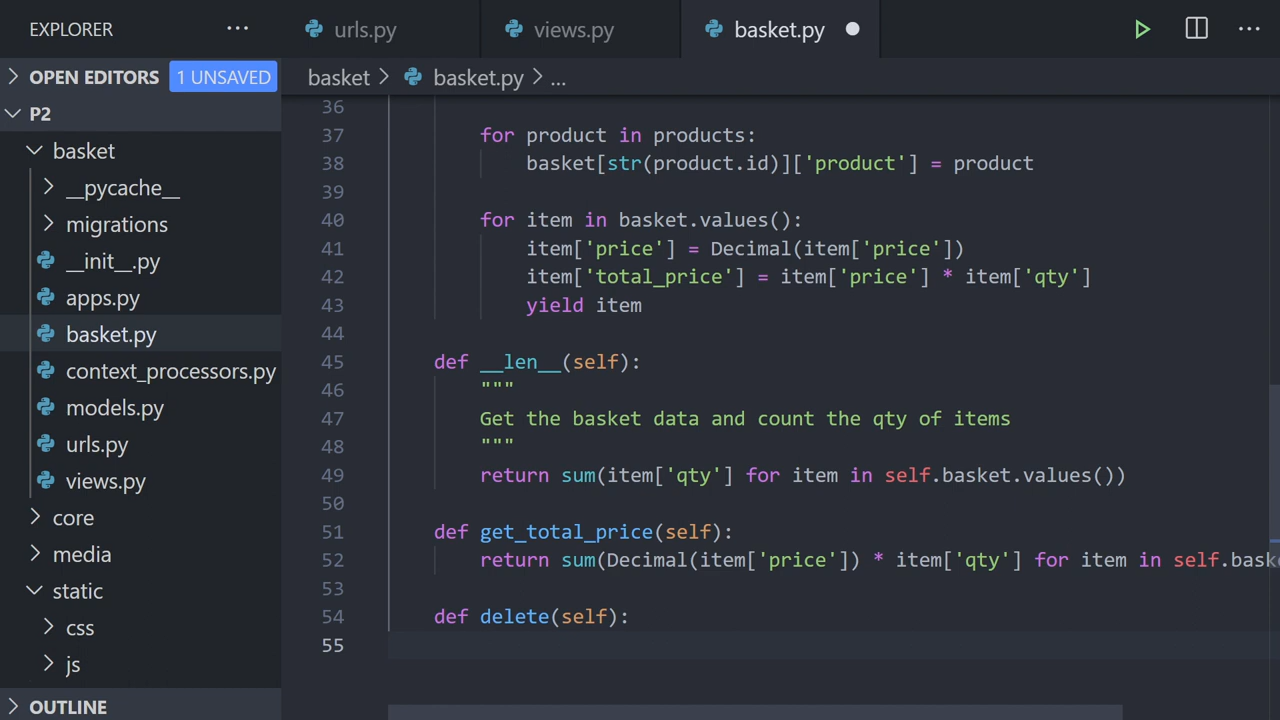 EXPLORER ...
urls.py
views.py
basket.py
OPEN EDITORS 1 UNSAVED
basket > basket.py > ...
P2
basket
__pycache__
migrations
__init__.py
apps.py
basket.py
context_processors.py
models.py
urls.py
views.py
core
media
static
css
js
OUTLINE
36
37 for product in products:
38 basket[str(product.id)]['product'] = product
39
40 for item in basket.values():
41 item['price'] = Decimal(item['price'])
42 item['total_price'] = item['price'] * item['qty']
43 yield item
44
45 def __len__(self):
46 """
47 Get the basket data and count the qty of items
48 """
49 return sum(item['qty'] for item in self.basket.values())
50
51 def get_total_price(self):
52 return sum(Decimal(item['price']) * item['qty'] for item in self.bask
53
54 def delete(self):
55